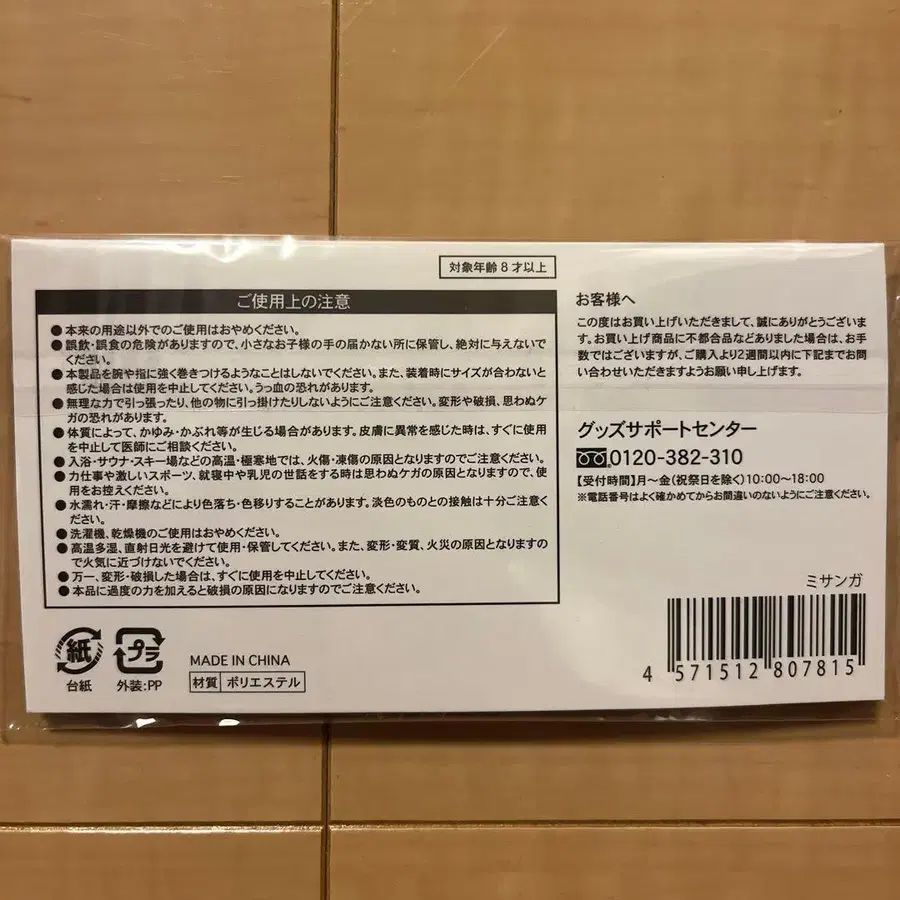 対象年齢8才以上
ご使用上の注意
●本来の用途以外でのご使用はおやめください。
●誤飲・誤食の危険がありますので、小さなお子様の手の届かない所に保管し、絶対に与えないで
ください。
●本製品を腕や指に強く巻きつけるようなことはしないでください。また、装着時にサイズが合わないと
感じた場合は使用を中止してください。うっ血の恐れがあります。
●無理な力で引っ張ったり、他の物に引っ掛けたりしないようにご注意ください。変形や破損、思わぬケ
ガの恐れがあります。
●体質によって、かゆみ・かぶれ等が生じる場合があります。皮膚に異常を感じた時は、すぐに使用
を中止して医師にご相談ください。
●入浴・サウナ・スキー場などの高温・極寒地では、火傷・凍傷の原因となりますのでご注意ください。
●力仕事や激しいスポーツ、就寝中や乳児の世話をする時は思わぬケガの原因となりますので、使
用をお控えください。
●水濡れ・汗・摩擦などにより色落ち・色移りすることがあります。淡色のものとの接触は十分ご注意く
ださい。
●洗濯機、乾燥機のご使用はおやめください。
●高温多湿、直射日光を避けて使用・保管してください。また、変形・変質、火災の原因となりますの
で火気に近づけないでください。
●万一、変形・破損した場合は、すぐに使用を中止してください。
●本品に過度の力を加えると破損の原因になりますのでご注意ください。
お客様へ
この度はお買い上げいただきまして、誠にありがとうございま
す。お買い上げ商品に不都合品などありました場合は、お手
数ではございますが、ご購入より2週間以内に下記までお問
い合わせいただきますようお願い申し上げます。
グッズサポートセンター
0120-382-310
【受付時間】月〜金(祝祭日を除く)10:00〜18:00
※電話番号はよく確かめてからお間違いのないようにご注意ください。
ミサンガ
4 571512 807815
紙
台紙
プラ
外装:PP
MADE IN CHINA
材質 ポリエステル